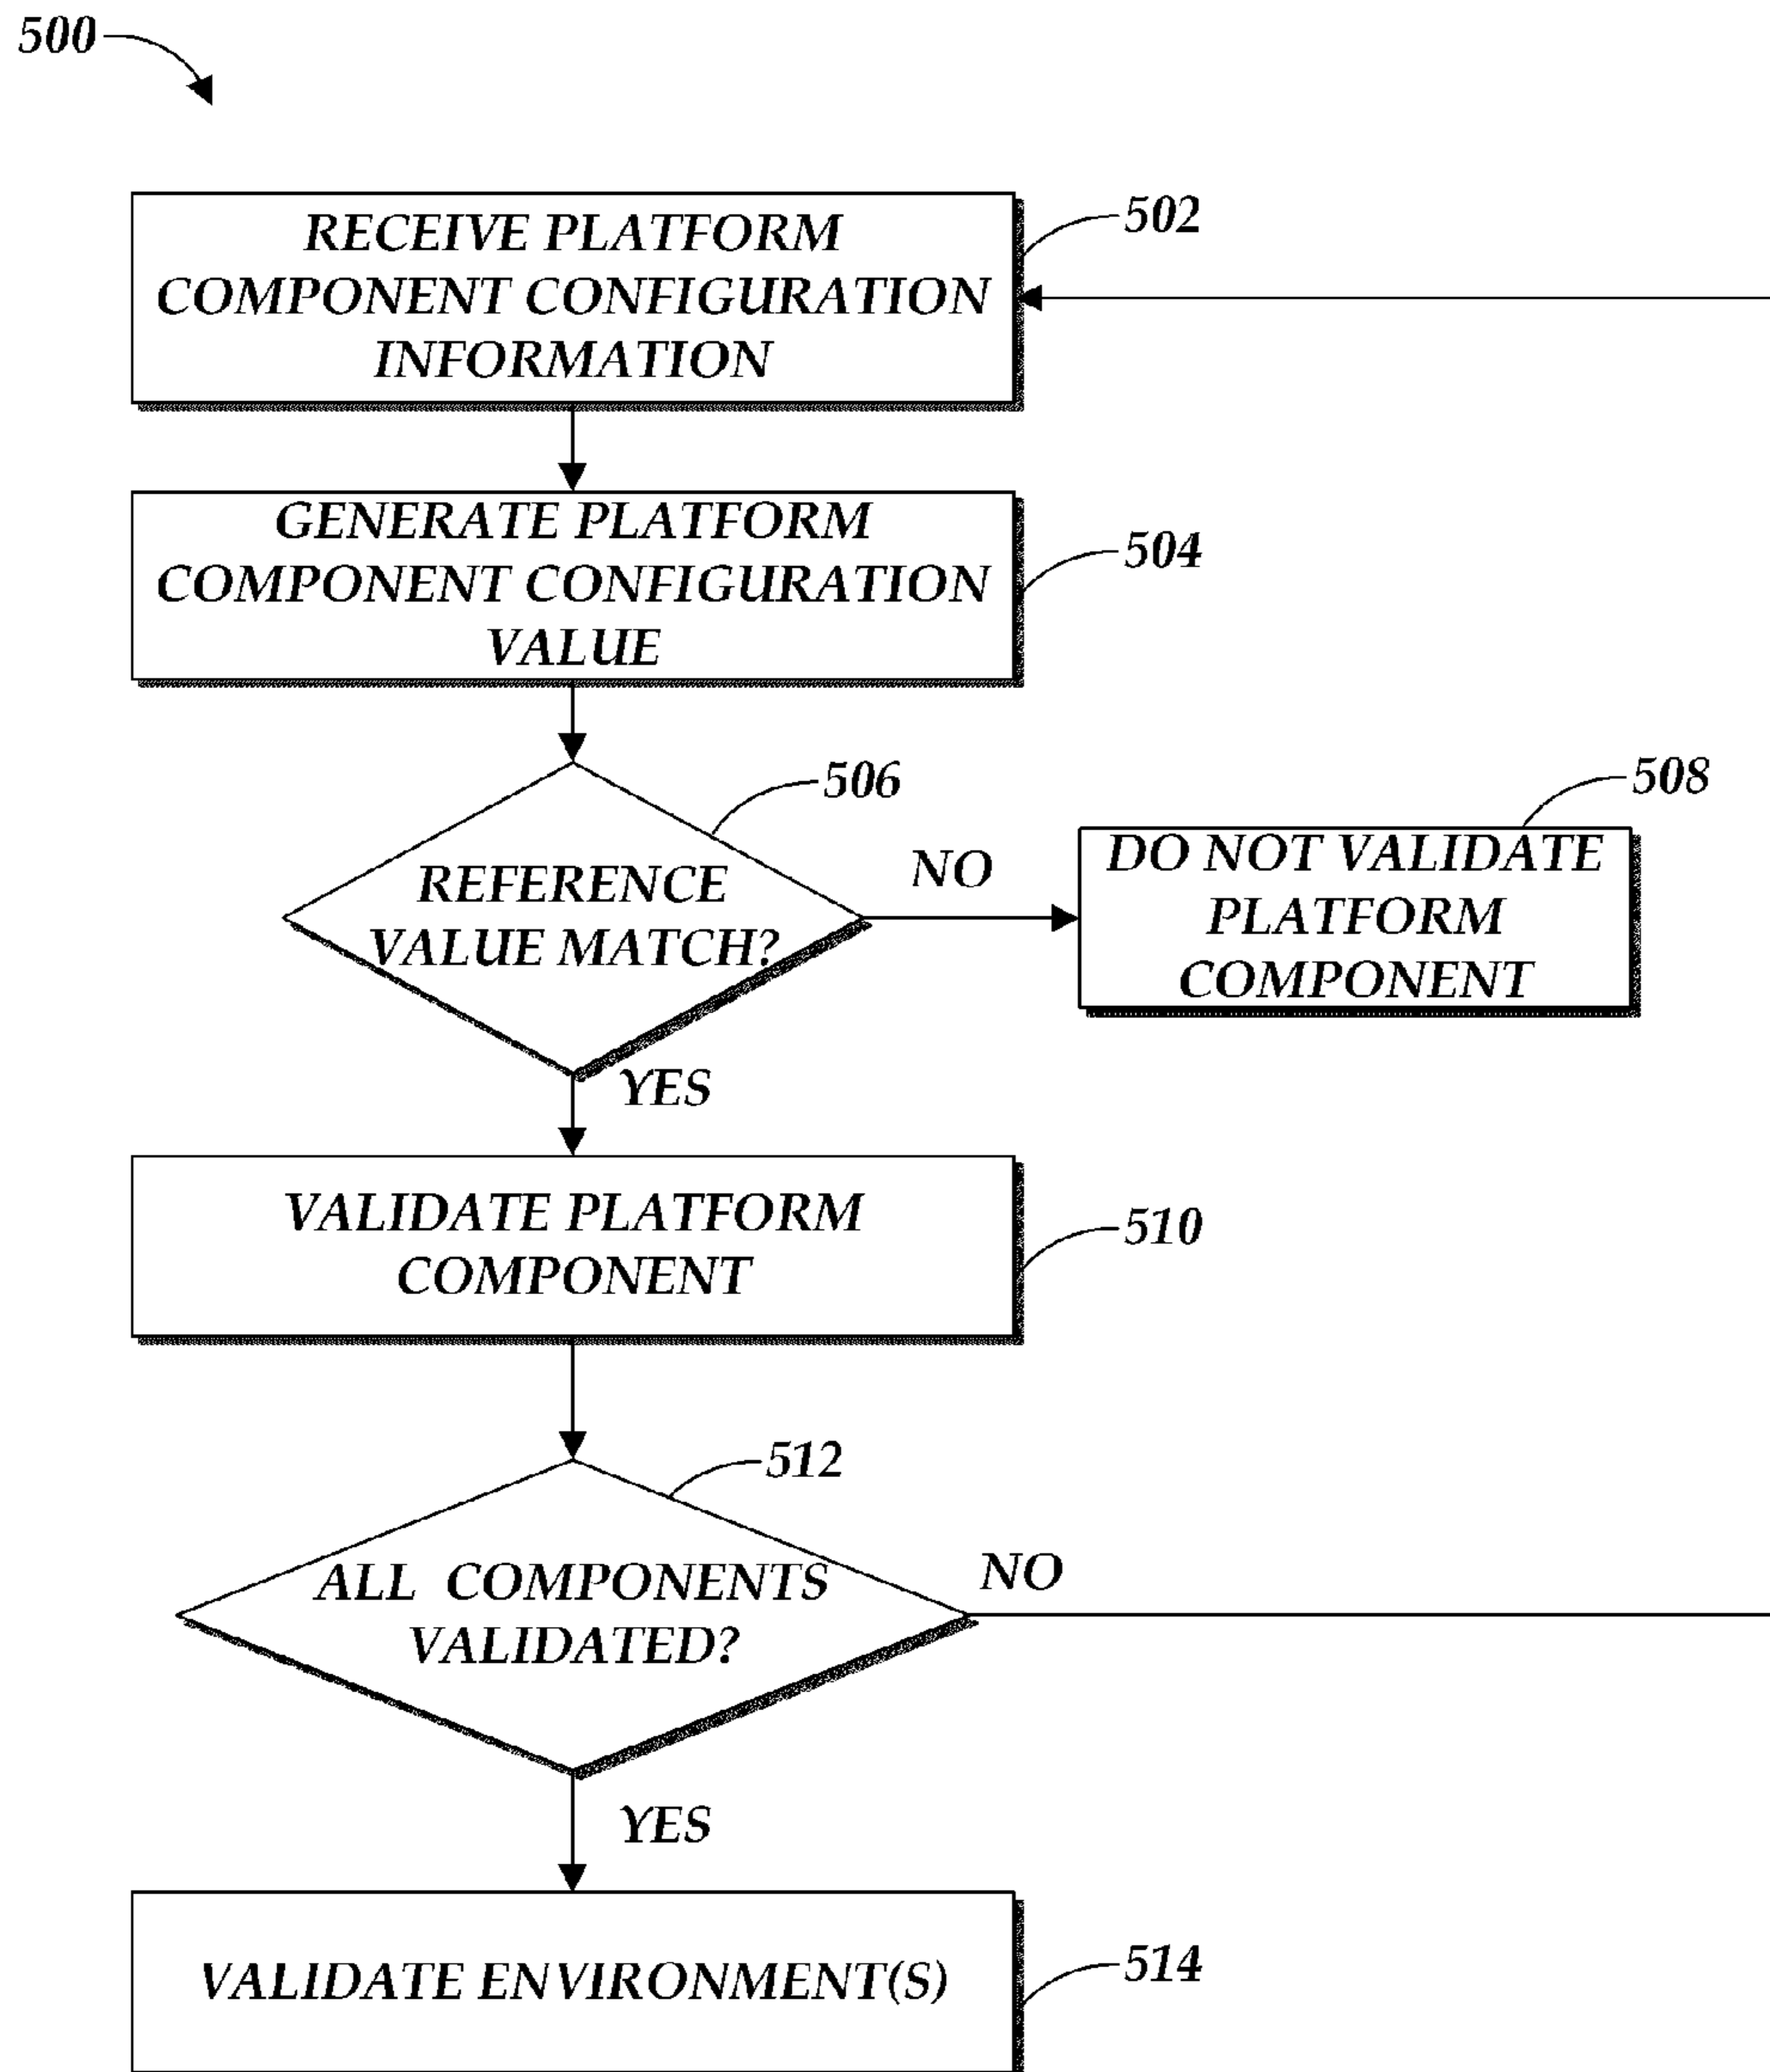 500
RECEIVE PLATFORM
COMPONENT CONFIGURATION
INFORMATION
502
GENERATE PLATFORM
COMPONENT CONFIGURATION
VALUE
504
506
REFERENCE
VALUE MATCH?
NO
508
DO NOT VALIDATE
PLATFORM
COMPONENT
YES
VALIDATE PLATFORM
COMPONENT
510
512
ALL COMPONENTS
VALIDATED?
NO
YES
VALIDATE ENVIRONMENT(S)
514